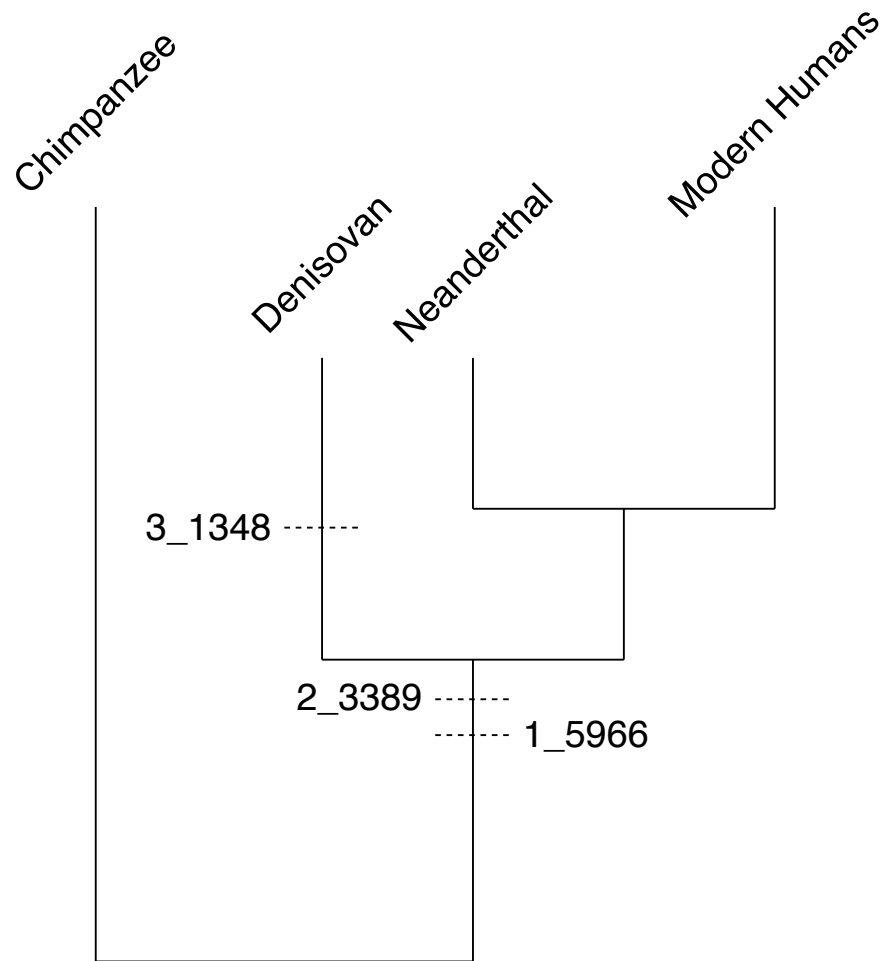 Chimpanzee
Denisovan
Neanderthal
Modern Humans
3_1348
2_3389
1_5966